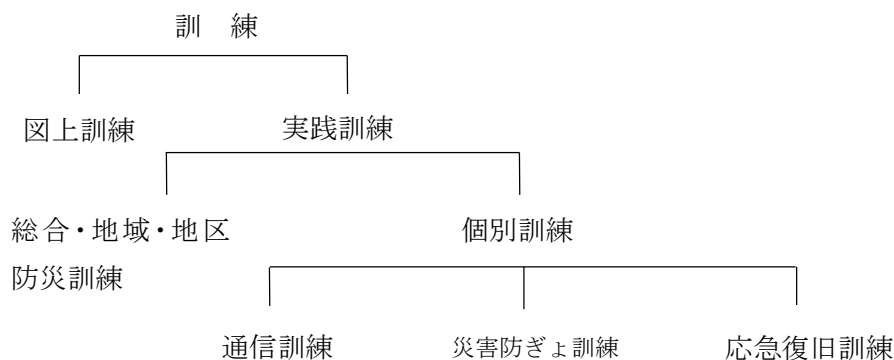 訓　練
図上訓練　実践訓練
総合・地域・地区　個別訓練
防災訓練
通信訓練　災害防ぎょ訓練　応急復旧訓練